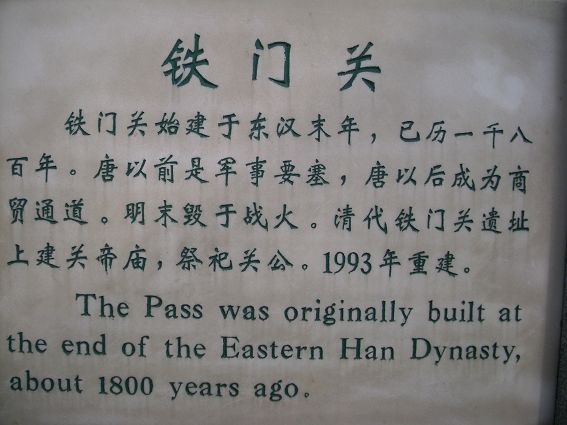 铁门关
铁门关始建于东汉末年，已历一千八
百年。唐以前是军事要塞，唐以后成为商
贸通道。明末毁于战火。清代铁门关遗址
上建关帝庙，祭祀关公。1993年重建。
The Pass was originally built at
the end of the Eastern Han Dynasty,
about 1800 years ago.